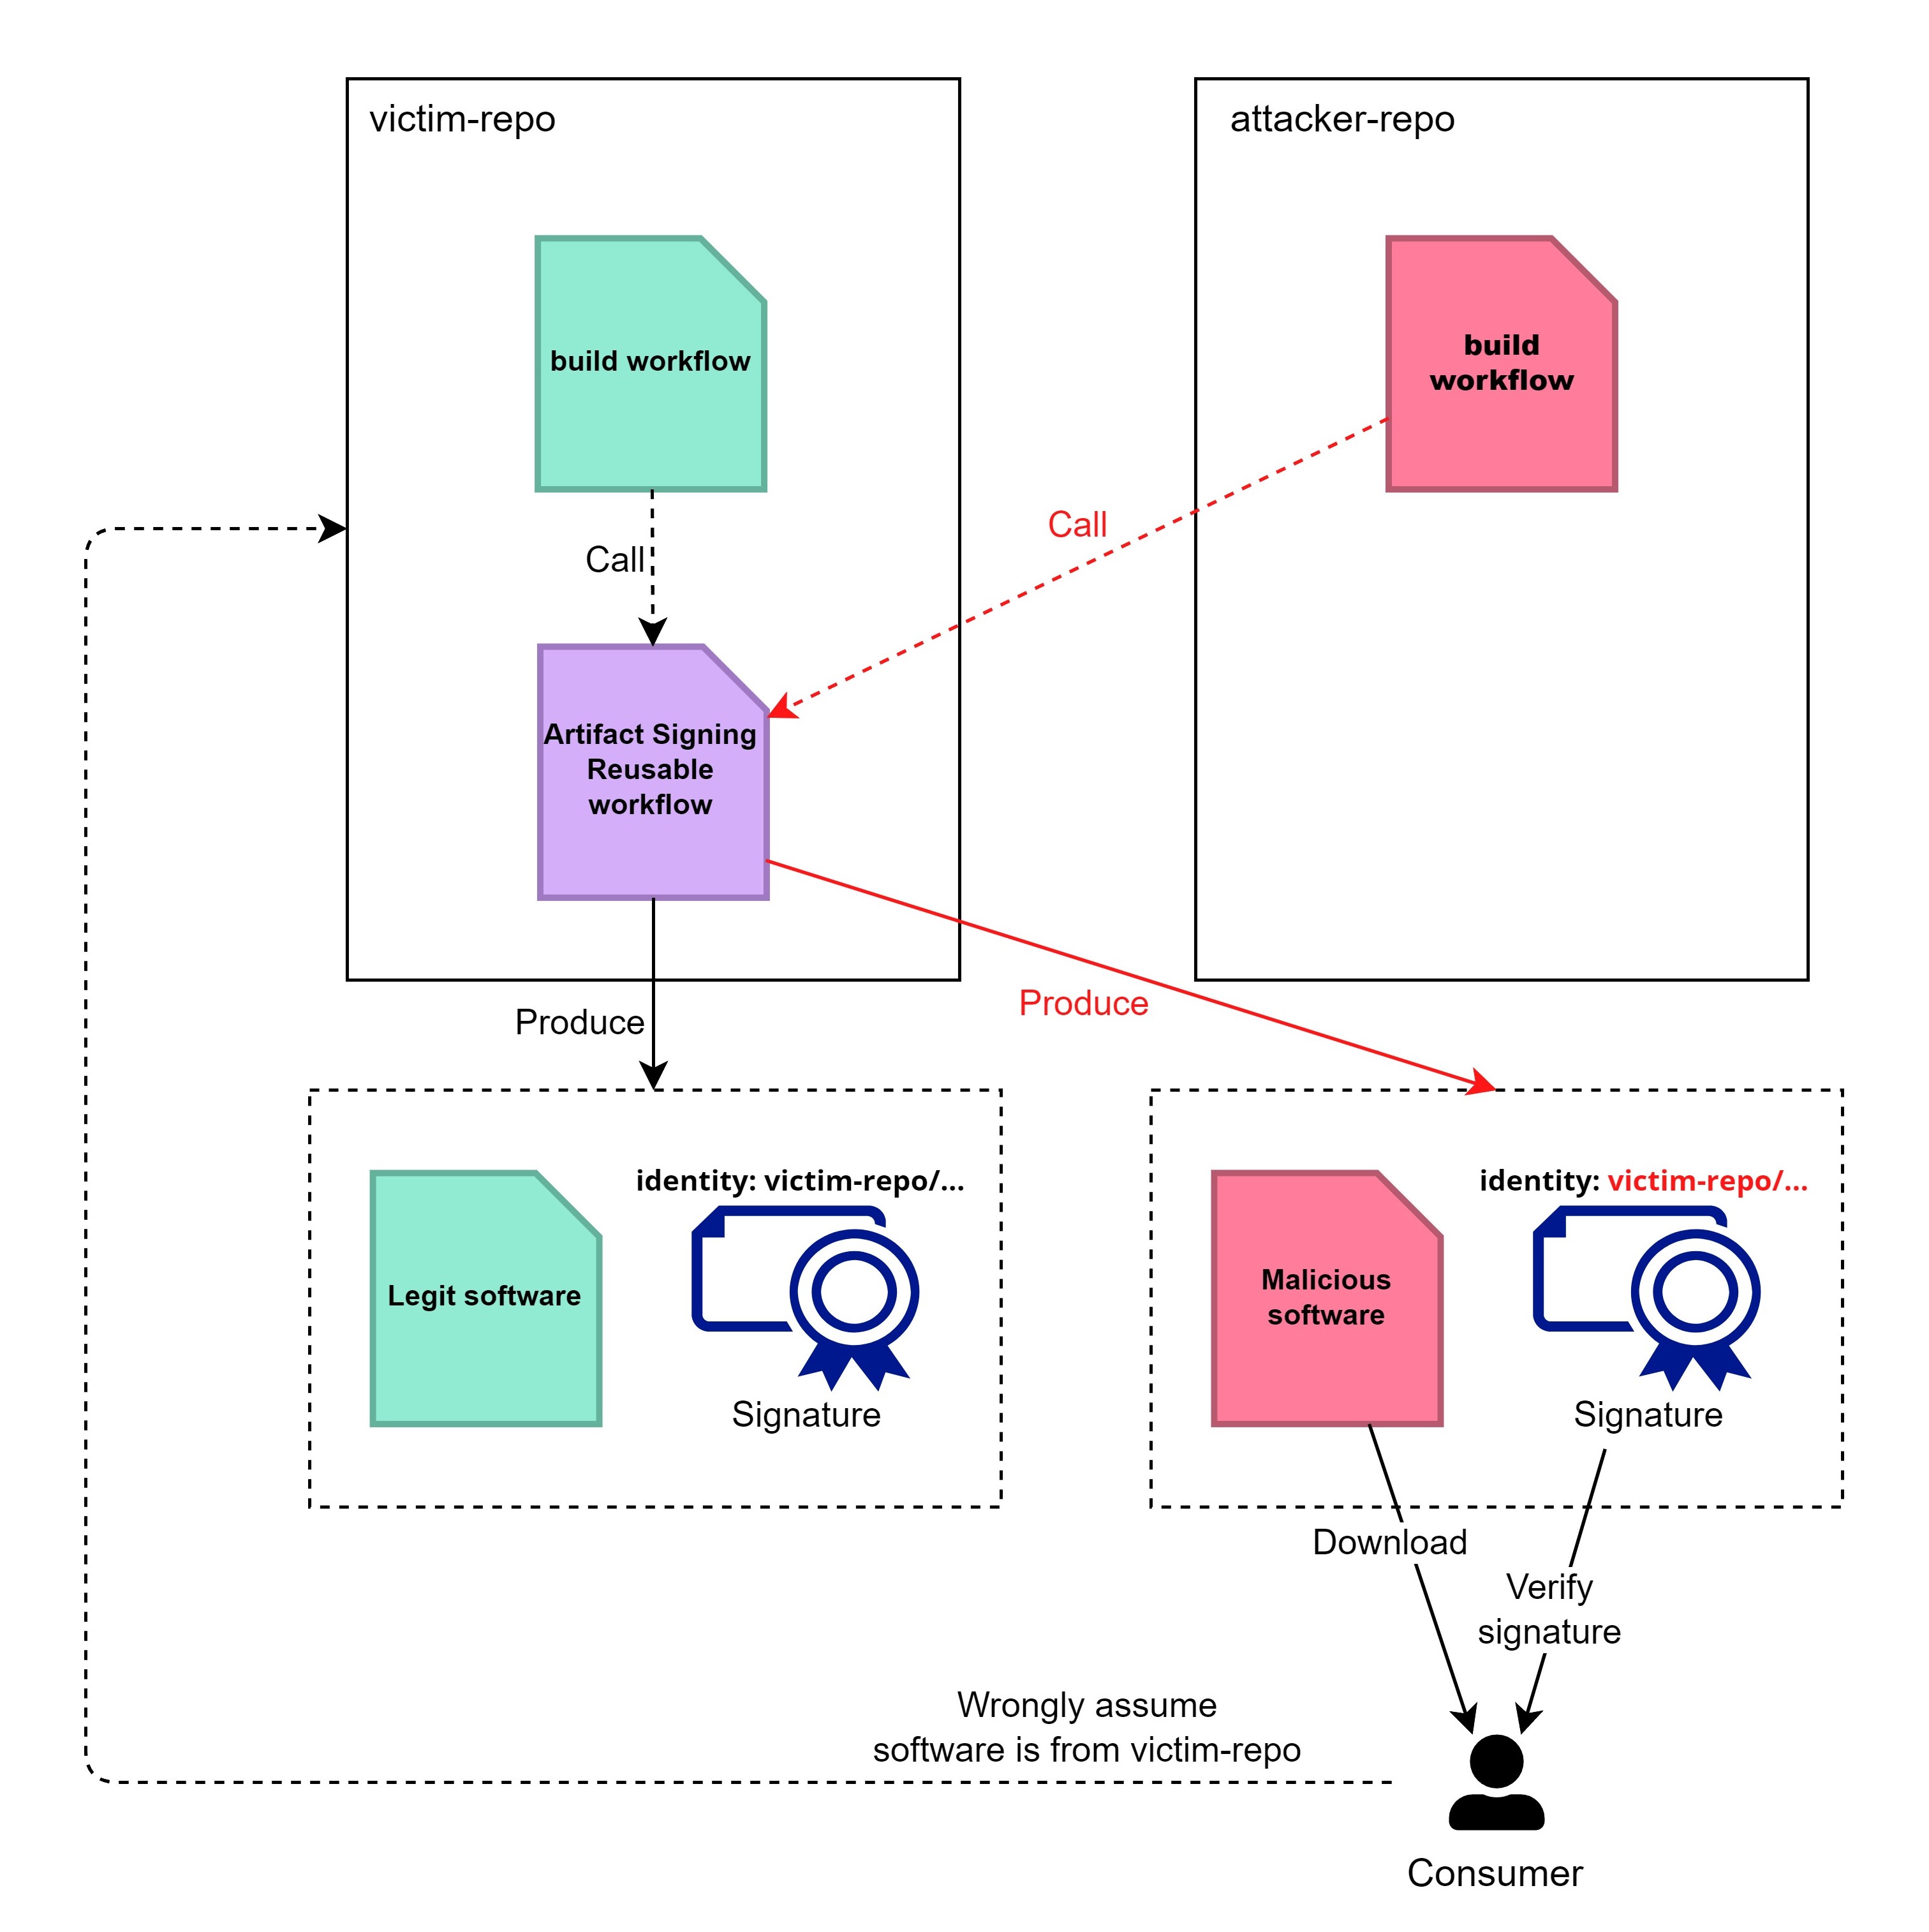 victim-repo
attacker-repo
build workflow
build
workflow
Call
Call
Artifact Signing
Reusable
workflow
Produce
Produce
identity: victim-repo/...
identity: victim-repo/...
Legit software
Malicious
software
Signature
Signature
Download
Verify
signature
Wrongly assume
software is from victim-repo
Consumer